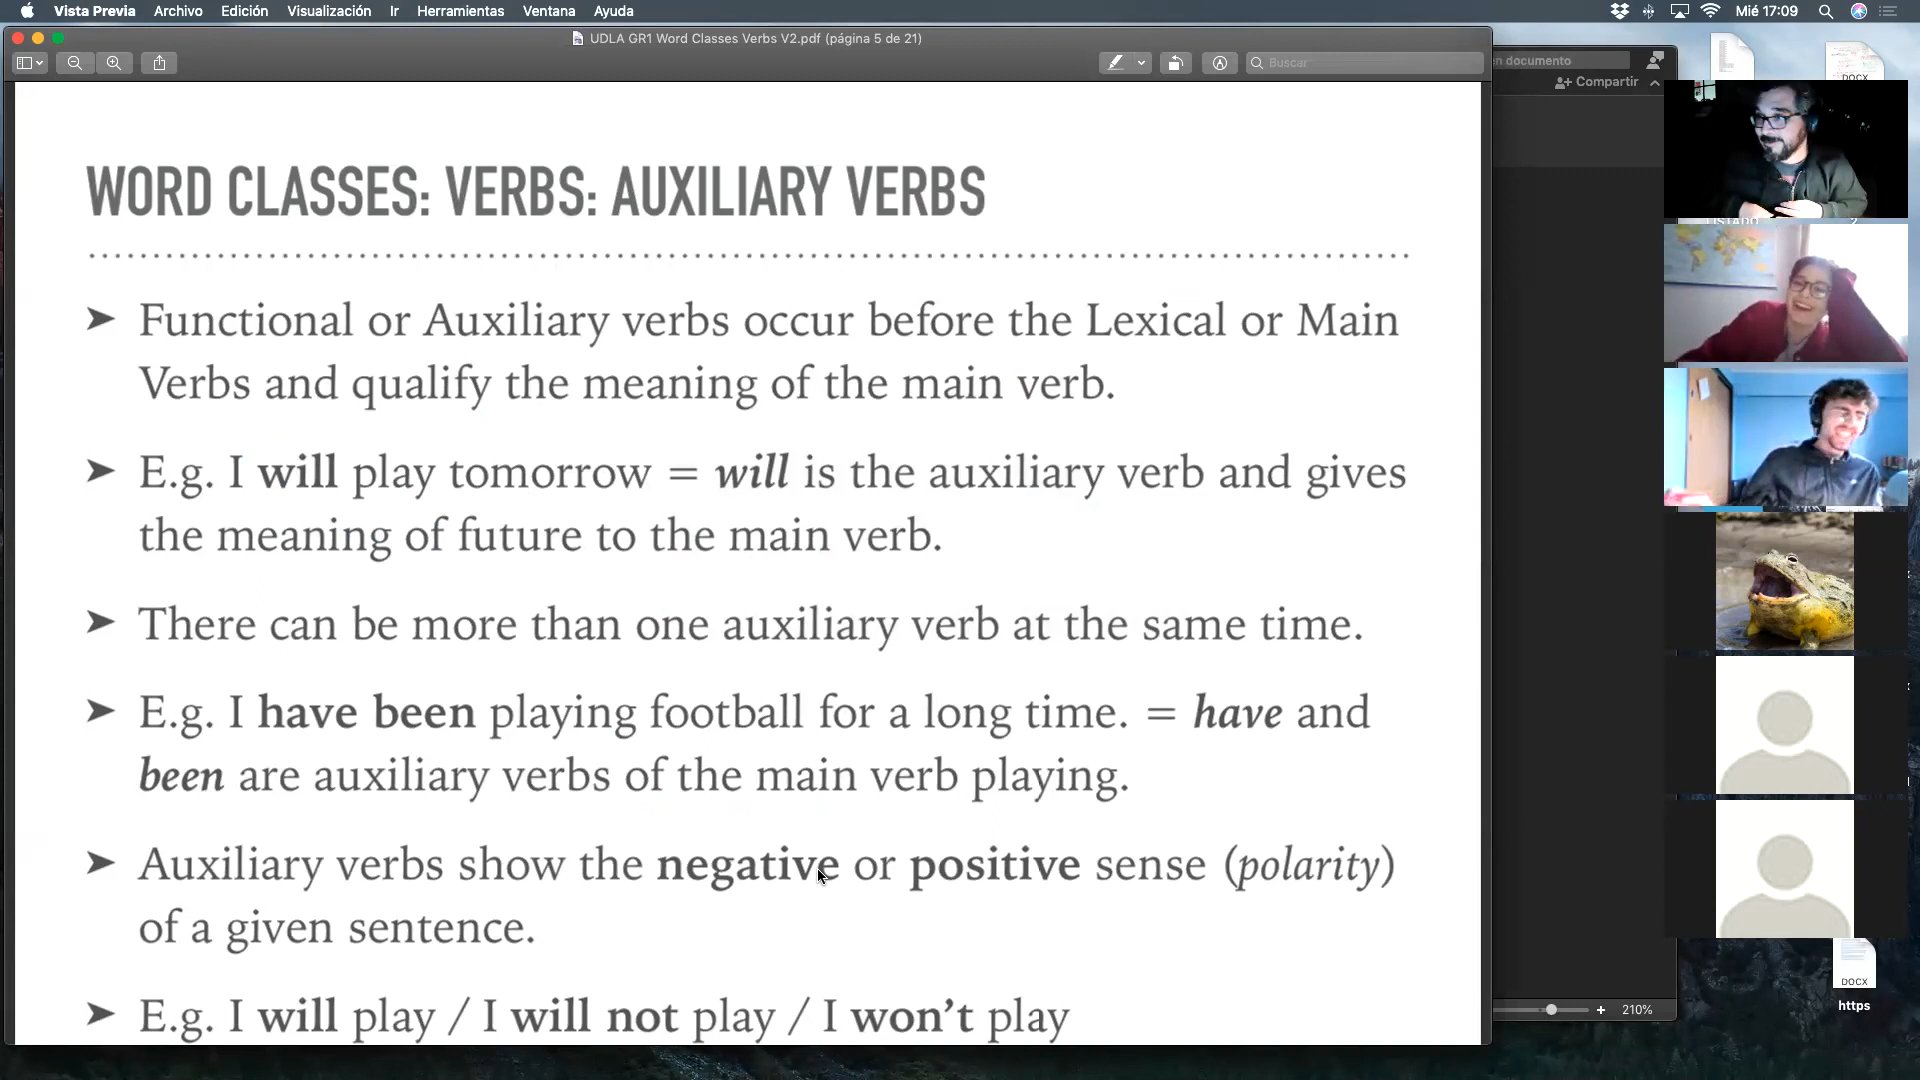 Vista Previa Archivo Edición Visualización Ir Herramientas Ventana Ayuda Mié 17:09
UDLA GR1 Word Classes Verbs V2.pdf (página 5 de 21)
Buscar
en documento
Compartir
DOCX
WORD CLASSES: VERBS: AUXILIARY VERBS
➤ Functional or Auxiliary verbs occur before the Lexical or Main
Verbs and qualify the meaning of the main verb.
➤ E.g. I will play tomorrow = will is the auxiliary verb and gives
the meaning of future to the main verb.
➤ There can be more than one auxiliary verb at the same time.
➤ E.g. I have been playing football for a long time. = have and
been are auxiliary verbs of the main verb playing.
➤ Auxiliary verbs show the negative or positive sense (polarity)
of a given sentence.
➤ E.g. I will play / I will not play / I won’t play
DOCX
https
210%